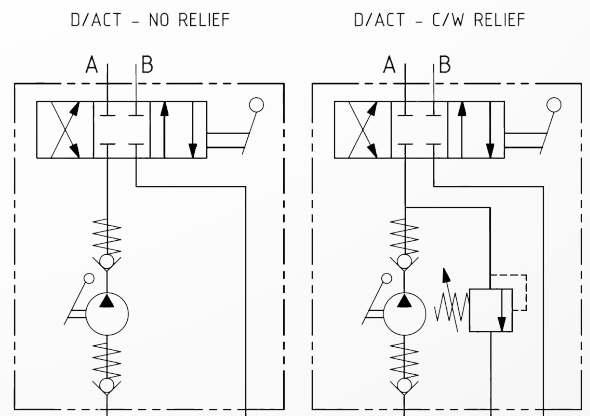 D/ACT - NO RELIEF
D/ACT - C/W RELIEF
A B
A B